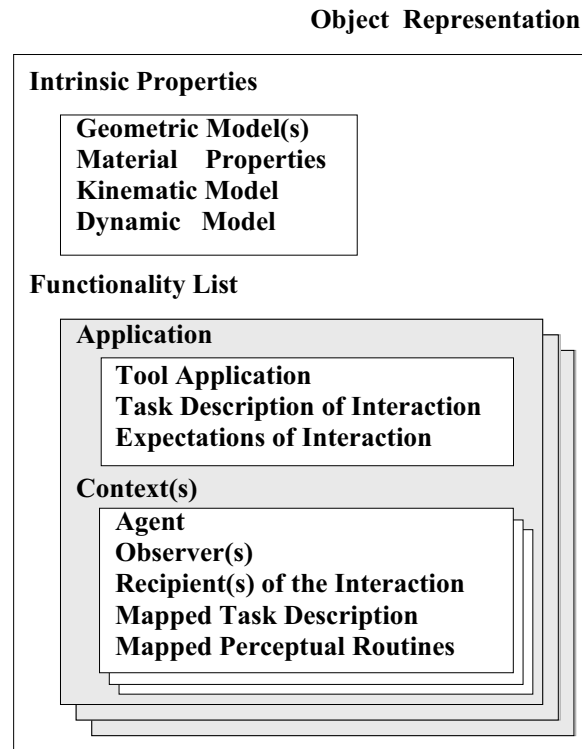 Object Representation
Intrinsic Properties
Geometric Model(s)
Material Properties
Kinematic Model
Dynamic Model
Functionality List
Application
Tool Application
Task Description of Interaction
Expectations of Interaction
Context(s)
Agent
Observer(s)
Recipient(s) of the Interaction
Mapped Task Description
Mapped Perceptual Routines